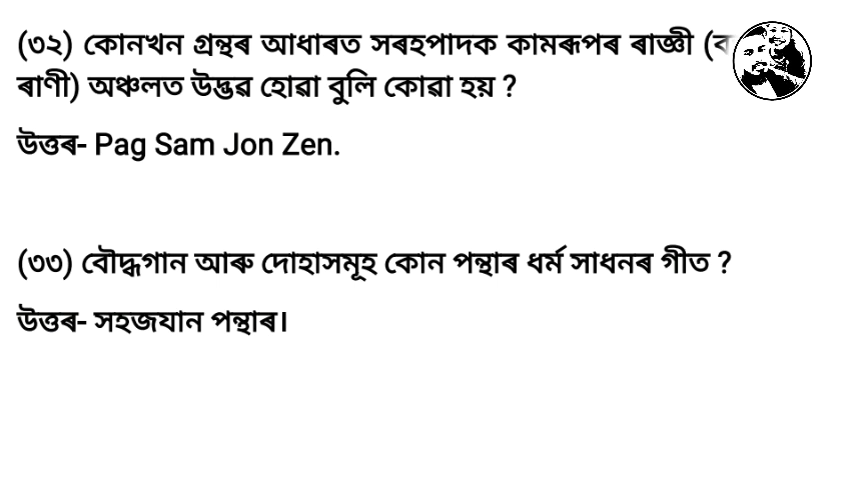 (৩২) কোনখন গ্ৰন্থৰ আধাৰত সৰহপাদক কামৰূপৰ ৰাজ্ঞী
ৰাণী) অঞ্চলত উদ্ভৱ হোৱা বুলি কোৱা হয় ?
উত্তৰ- Pag Sam Jon Zen.
(৩৩) বৌদ্ধগান আৰু দোহাসমূহ কোন পন্থাৰ ধৰ্ম সাধনৰ গীত ?
উত্তৰ- সহজযান পন্থাৰ।